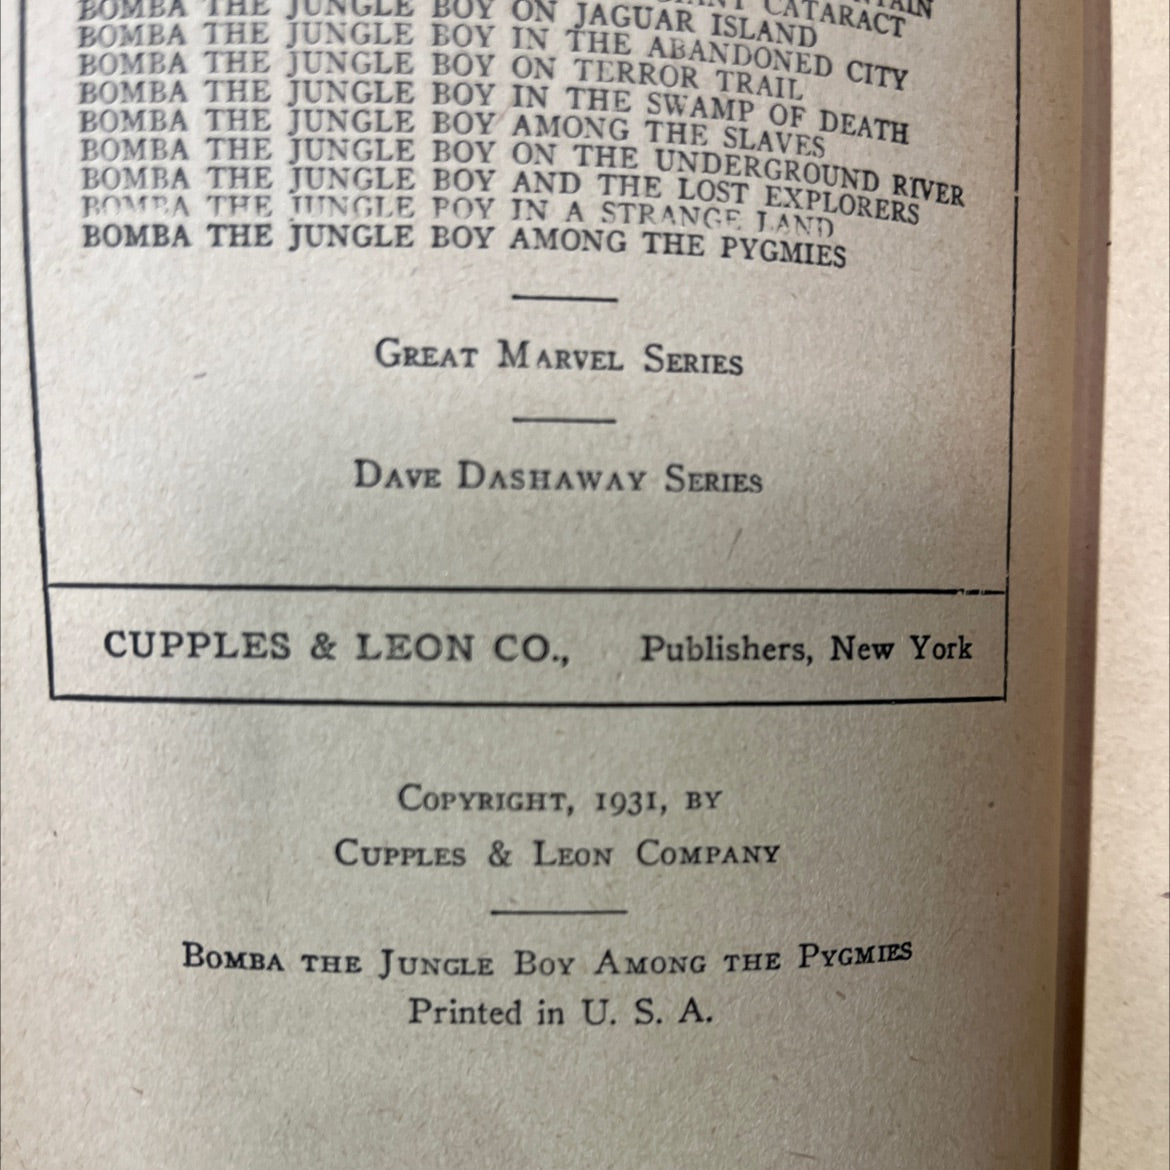 CATARACT
BOMBA THE JUNGLE BOY ON JAGUAR ISLAND
BOMBA THE JUNGLE BOY IN THE ABANDONED CITY
BOMBA THE JUNGLE BOY ON TERROR TRAIL
BOMBA THE JUNGLE BOY IN THE SWAMP OF DEATH
BOMBA THE JUNGLE BOY AMONG THE SLAVES
BOMBA THE JUNGLE BOY ON THE UNDERGROUND RIVER
BOMBA THE JUNGLE BOY AND THE LOST EXPLORERS
BOMBA THE JUNGLE BOY IN A STRANGE LAND
BOMBA THE JUNGLE BOY AMONG THE PYGMIES
GREAT MARVEL SERIES
DAVE DASHAWAY SERIES
CUPPLES & LEON CO., Publishers, New York
COPYRIGHT, 1931, BY
CUPPLES & LEON COMPANY
BOMBA THE JUNGLE BOY AMONG THE PYGMIES
Printed in U. S. A.